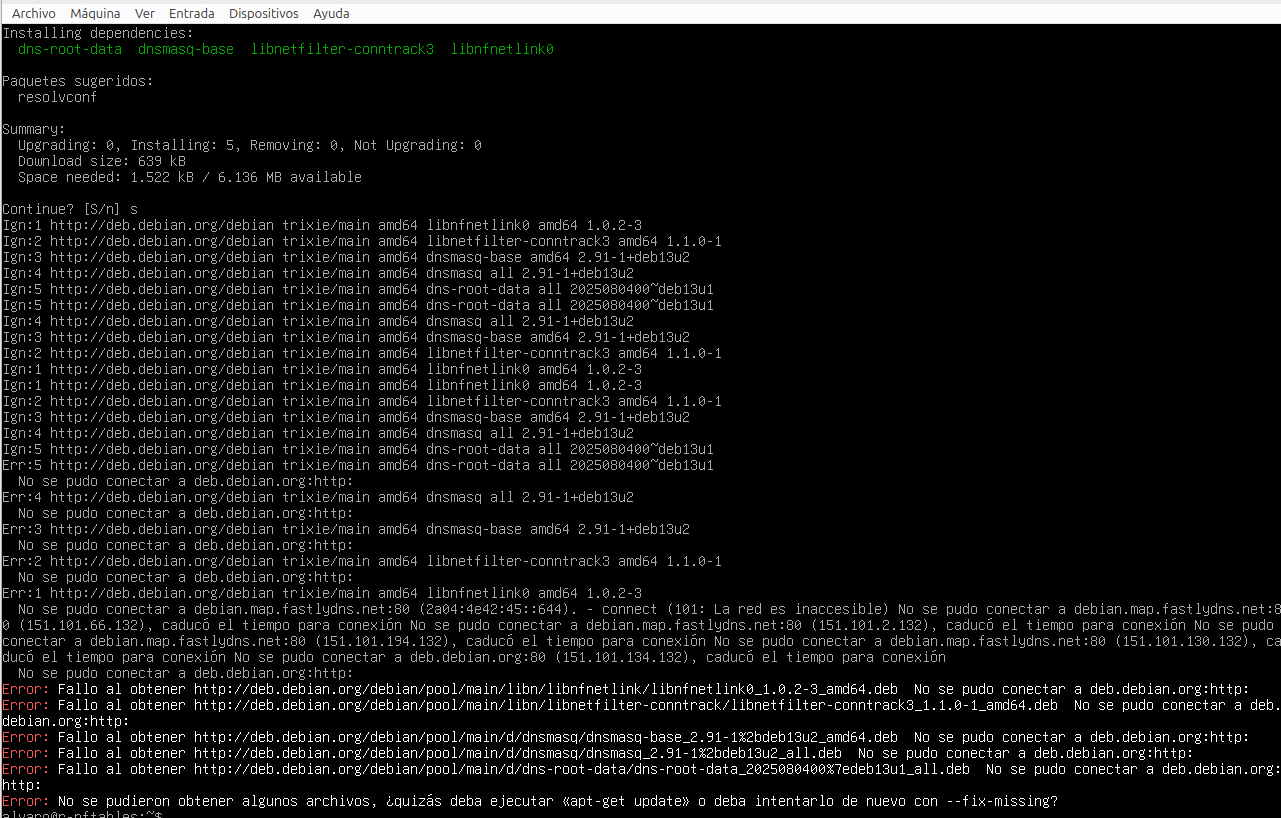 Archivo Máquina Ver Entrada Dispositivos Ayuda
Installing dependencies:
dns-root-data dnsmasq-base libnetfilter-conntrack3 libnfnetlink0
Paquetes sugeridos:
resolvconf
Summary:
Upgrading: 0, Installing: 5, Removing: 0, Not Upgrading: 0
Download size: 639 kB
Space needed: 1.522 kB / 6.136 MB available
Continue? [S/n] s
Ign:1 http://deb.debian.org/debian trixie/main amd64 libnfnetlink0 amd64 1.0.2-3
Ign:2 http://deb.debian.org/debian trixie/main amd64 libnetfilter-conntrack3 amd64 1.1.0-1
Ign:3 http://deb.debian.org/debian trixie/main amd64 dnsmasq-base amd64 2.91-1+deb13u2
Ign:4 http://deb.debian.org/debian trixie/main amd64 dnsmasq all 2.91-1+deb13u2
Ign:5 http://deb.debian.org/debian trixie/main amd64 dns-root-data all 2025080400~deb13u1
Ign:5 http://deb.debian.org/debian trixie/main amd64 dns-root-data all 2025080400~deb13u1
Ign:4 http://deb.debian.org/debian trixie/main amd64 dnsmasq all 2.91-1+deb13u2
Ign:3 http://deb.debian.org/debian trixie/main amd64 dnsmasq-base amd64 2.91-1+deb13u2
Ign:2 http://deb.debian.org/debian trixie/main amd64 libnetfilter-conntrack3 amd64 1.1.0-1
Ign:1 http://deb.debian.org/debian trixie/main amd64 libnfnetlink0 amd64 1.0.2-3
Ign:1 http://deb.debian.org/debian trixie/main amd64 libnfnetlink0 amd64 1.0.2-3
Ign:2 http://deb.debian.org/debian trixie/main amd64 libnetfilter-conntrack3 amd64 1.1.0-1
Ign:3 http://deb.debian.org/debian trixie/main amd64 dnsmasq-base amd64 2.91-1+deb13u2
Ign:4 http://deb.debian.org/debian trixie/main amd64 dnsmasq all 2.91-1+deb13u2
Ign:5 http://deb.debian.org/debian trixie/main amd64 dns-root-data all 2025080400~deb13u1
Err:5 http://deb.debian.org/debian trixie/main amd64 dns-root-data all 2025080400~deb13u1
No se pudo conectar a deb.debian.org:http:
Err:4 http://deb.debian.org/debian trixie/main amd64 dnsmasq all 2.91-1+deb13u2
No se pudo conectar a deb.debian.org:http:
Err:3 http://deb.debian.org/debian trixie/main amd64 dnsmasq-base amd64 2.91-1+deb13u2
No se pudo conectar a deb.debian.org:http:
Err:2 http://deb.debian.org/debian trixie/main amd64 libnetfilter-conntrack3 amd64 1.1.0-1
No se pudo conectar a deb.debian.org:http:
Err:1 http://deb.debian.org/debian trixie/main amd64 libnfnetlink0 amd64 1.0.2-3
No se pudo conectar a debian.map.fastlydns.net:80 (2a04:4e42:45::644). - connect (101: La red es inaccesible) No se pudo conectar a debian.map.fastlydns.net:8
0 (151.101.66.132), caducó el tiempo para conexión No se pudo conectar a debian.map.fastlydns.net:80 (151.101.2.132), caducó el tiempo para conexión No se pudo
conectar a debian.map.fastlydns.net:80 (151.101.194.132), caducó el tiempo para conexión No se pudo conectar a debian.map.fastlydns.net:80 (151.101.130.132), ca
ducó el tiempo para conexión No se pudo conectar a deb.debian.org:80 (151.101.134.132), caducó el tiempo para conexión
No se pudo conectar a deb.debian.org:http:
Error: Fallo al obtener http://deb.debian.org/debian/pool/main/libn/libnfnetlink/libnfnetlink0_1.0.2-3_amd64.deb No se pudo conectar a deb.debian.org:http:
Error: Fallo al obtener http://deb.debian.org/debian/pool/main/libn/libnetfilter-conntrack/libnetfilter-conntrack3_1.1.0-1_amd64.deb No se pudo conectar a deb.
debian.org:http:
Error: Fallo al obtener http://deb.debian.org/debian/pool/main/d/dnsmasq/dnsmasq-base_2.91-1%2bdeb13u2_amd64.deb No se pudo conectar a deb.debian.org:http:
Error: Fallo al obtener http://deb.debian.org/debian/pool/main/d/dnsmasq/dnsmasq_2.91-1%2bdeb13u2_all.deb No se pudo conectar a deb.debian.org:http:
Error: Fallo al obtener http://deb.debian.org/debian/pool/main/d/dns-root-data/dns-root-data_2025080400%7edeb13u1_all.deb No se pudo conectar a deb.debian.org:
http:
Error: No se pudieron obtener algunos archivos, ¿quizás deba ejecutar «apt-get update» o deba intentarlo de nuevo con --fix-missing?
alvaro@r-nftables:~$